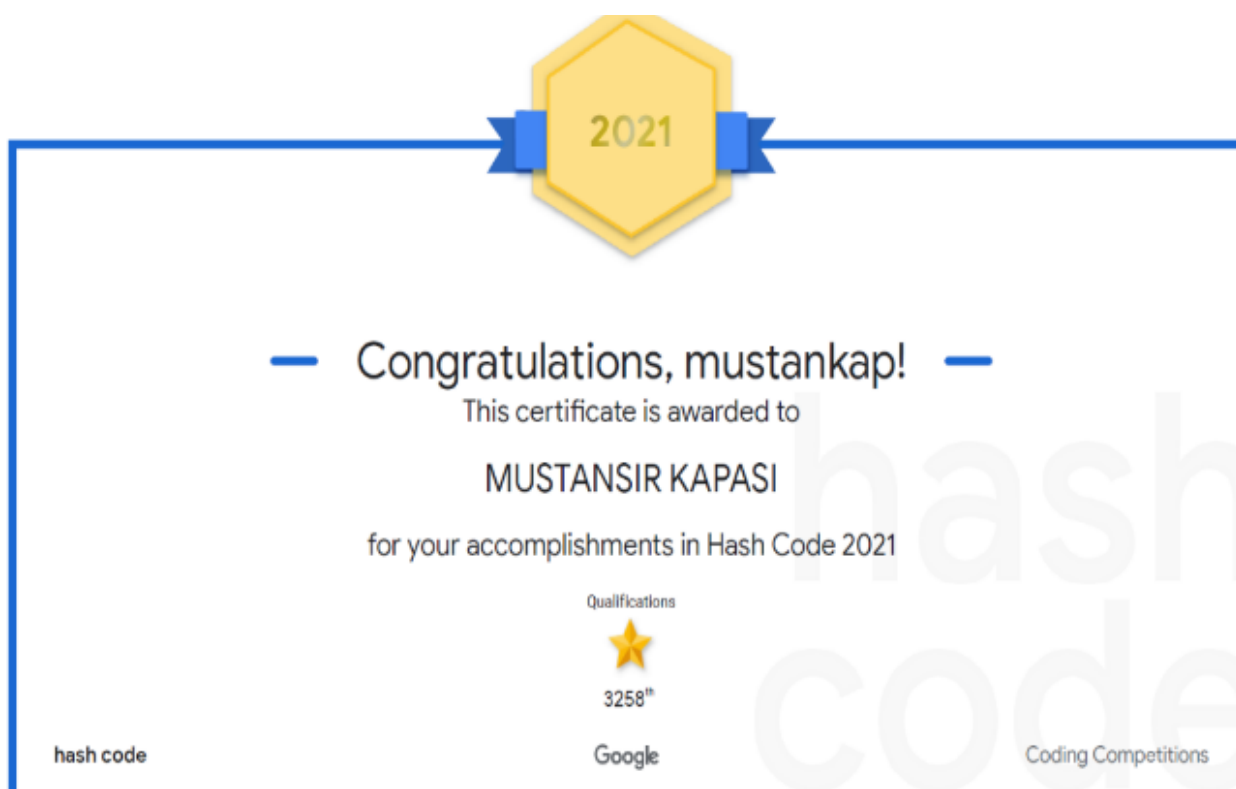 2021
Congratulations, mustankap!
This certificate is awarded to
MUSTANSIR KAPASI
for your accomplishments in Hash Code 2021
Qualifications
3258th
hash code
Google
Coding Competitions
hash
code